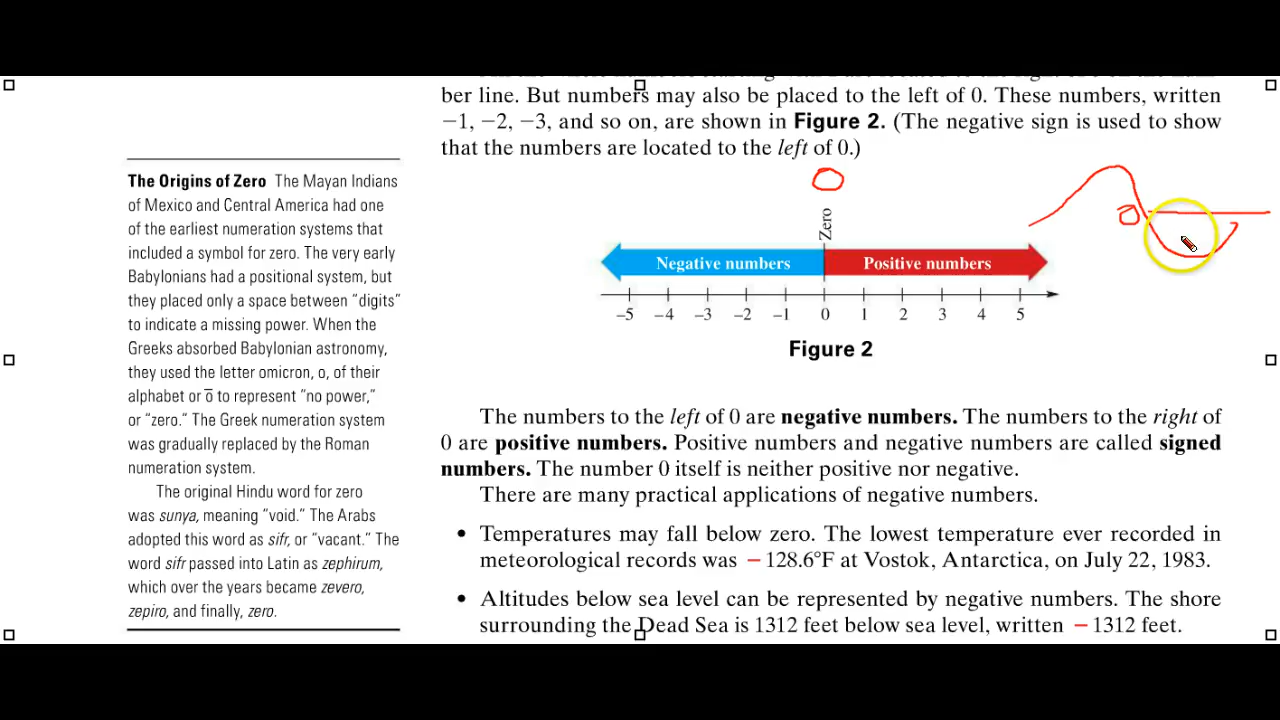 ber line. But numbers may also be placed to the left of 0. These numbers, written
−1, −2, −3, and so on, are shown in Figure 2. (The negative sign is used to show
that the numbers are located to the left of 0.)
The Origins of Zero The Mayan Indians
of Mexico and Central America had one
of the earliest numeration systems that
included a symbol for zero. The very early
Babylonians had a positional system, but
they placed only a space between “digits”
to indicate a missing power. When the
Greeks absorbed Babylonian astronomy,
they used the letter omicron, o, of their
alphabet or o̅ to represent “no power,”
or “zero.” The Greek numeration system
was gradually replaced by the Roman
numeration system.
The original Hindu word for zero
was sunya, meaning “void.” The Arabs
adopted this word as sifr, or “vacant.” The
word sifr passed into Latin as zephirum,
which over the years became zevero,
zepiro, and finally, zero.
0
0
Zero
Negative numbers Positive numbers
−5 −4 −3 −2 −1 0 1 2 3 4 5
Figure 2
The numbers to the left of 0 are negative numbers. The numbers to the right of
0 are positive numbers. Positive numbers and negative numbers are called signed
numbers. The number 0 itself is neither positive nor negative.
There are many practical applications of negative numbers.
• Temperatures may fall below zero. The lowest temperature ever recorded in
meteorological records was −128.6°F at Vostok, Antarctica, on July 22, 1983.
• Altitudes below sea level can be represented by negative numbers. The shore
surrounding the Dead Sea is 1312 feet below sea level, written −1312 feet.